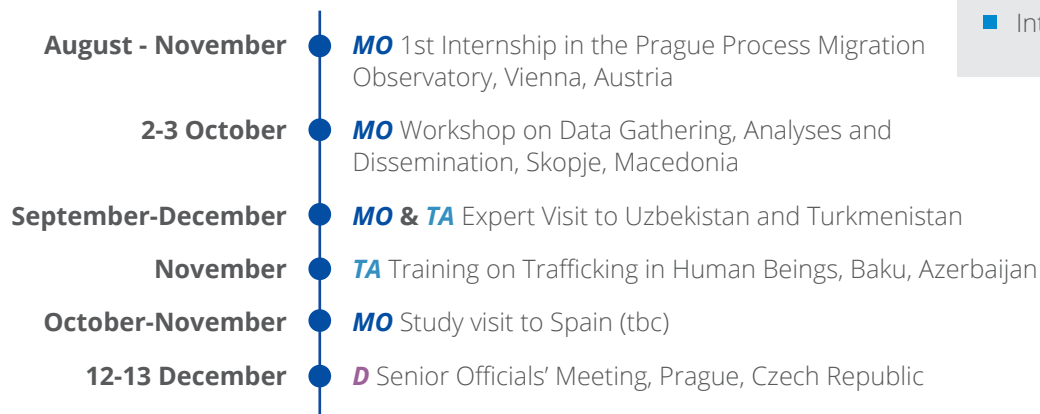 August - November MO 1st Internship in the Prague Process Migration
Observatory, Vienna, Austria
2-3 October MO Workshop on Data Gathering, Analyses and
Dissemination, Skopje, Macedonia
September-December MO & TA Expert Visit to Uzbekistan and Turkmenistan
November TA Training on Trafficking in Human Beings, Baku, Azerbaijan
October-November MO Study visit to Spain (tbc)
12-13 December D Senior Officials’ Meeting, Prague, Czech Republic